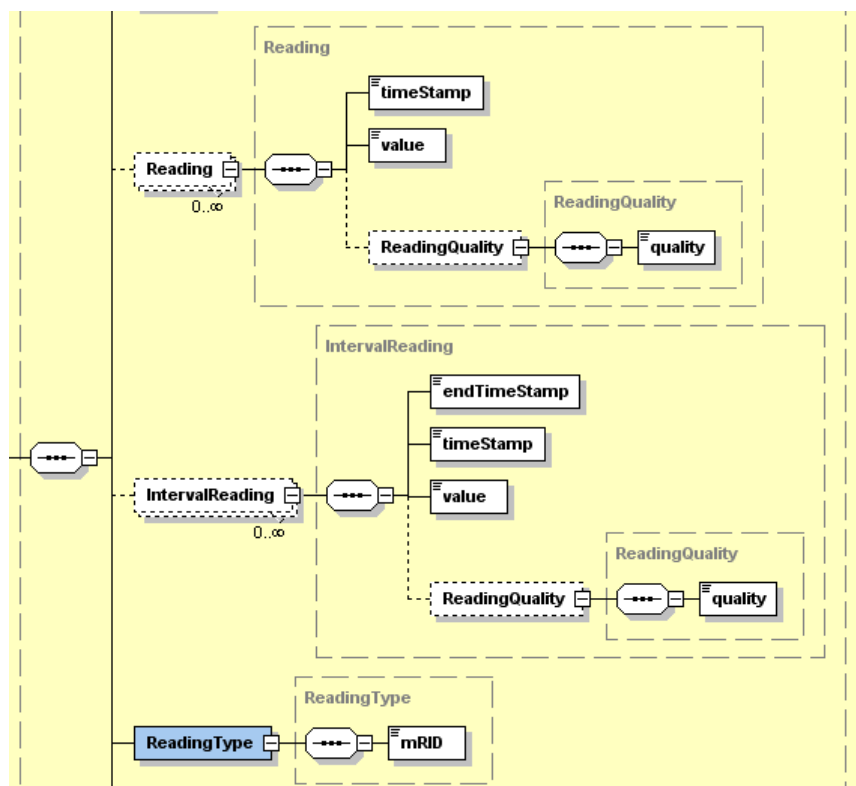 Reading
timeStamp
value
Reading
0..∞
ReadingQuality
ReadingQuality
quality
IntervalReading
endTimeStamp
timeStamp
IntervalReading
value
0..∞
ReadingQuality
ReadingQuality
quality
ReadingType
ReadingType
mRID